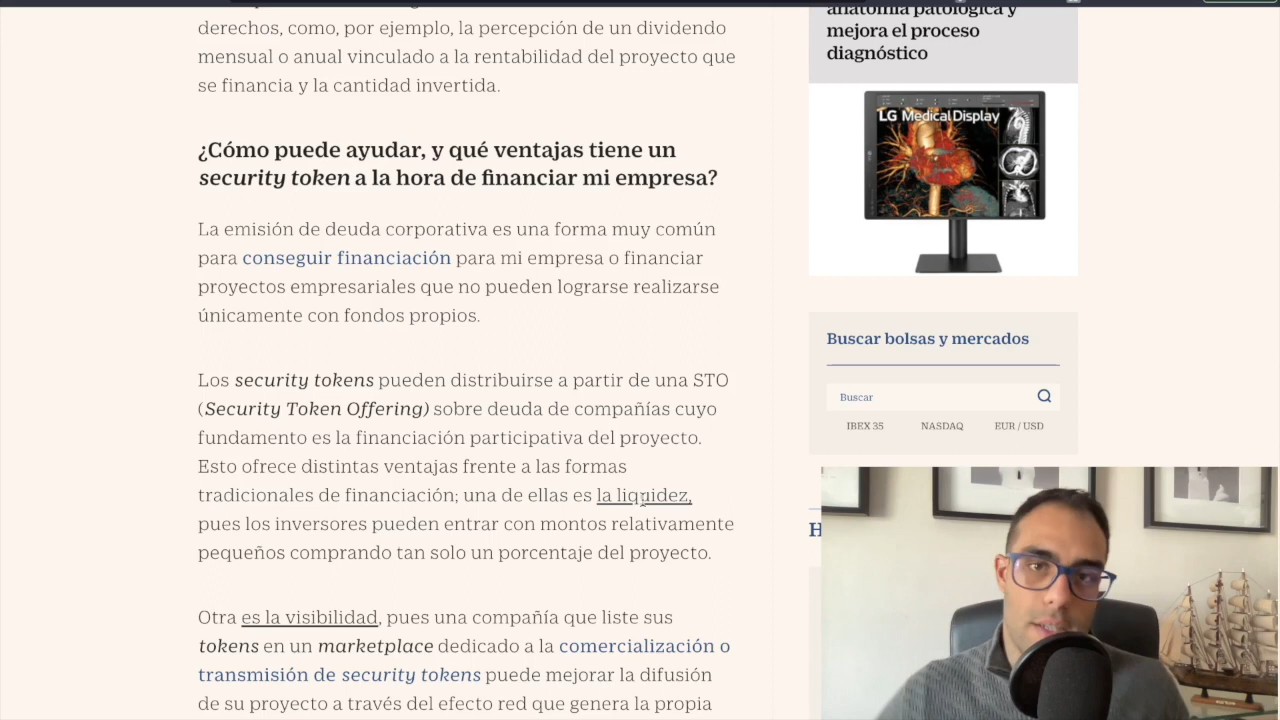 derechos, como, por ejemplo, la percepción de un dividendo
mensual o anual vinculado a la rentabilidad del proyecto que
se financia y la cantidad invertida.
¿Cómo puede ayudar, y qué ventajas tiene un
security token a la hora de financiar mi empresa?
La emisión de deuda corporativa es una forma muy común
para conseguir financiación para mi empresa o financiar
proyectos empresariales que no pueden lograrse realizarse
únicamente con fondos propios.
Los security tokens pueden distribuirse a partir de una STO
(Security Token Offering) sobre deuda de compañías cuyo
fundamento es la financiación participativa del proyecto.
Esto ofrece distintas ventajas frente a las formas
tradicionales de financiación; una de ellas es la liquidez,
pues los inversores pueden entrar con montos relativamente
pequeños comprando tan solo un porcentaje del proyecto.
Otra es la visibilidad, pues una compañía que liste sus
tokens en un marketplace dedicado a la comercialización o
transmisión de security tokens puede mejorar la difusión
de su proyecto a través del efecto red que genera la propia
anatomía patológica y
mejora el proceso
diagnóstico
LG Medical Display
Buscar bolsas y mercados
Buscar
IBEX 35 NASDAQ EUR / USD
H